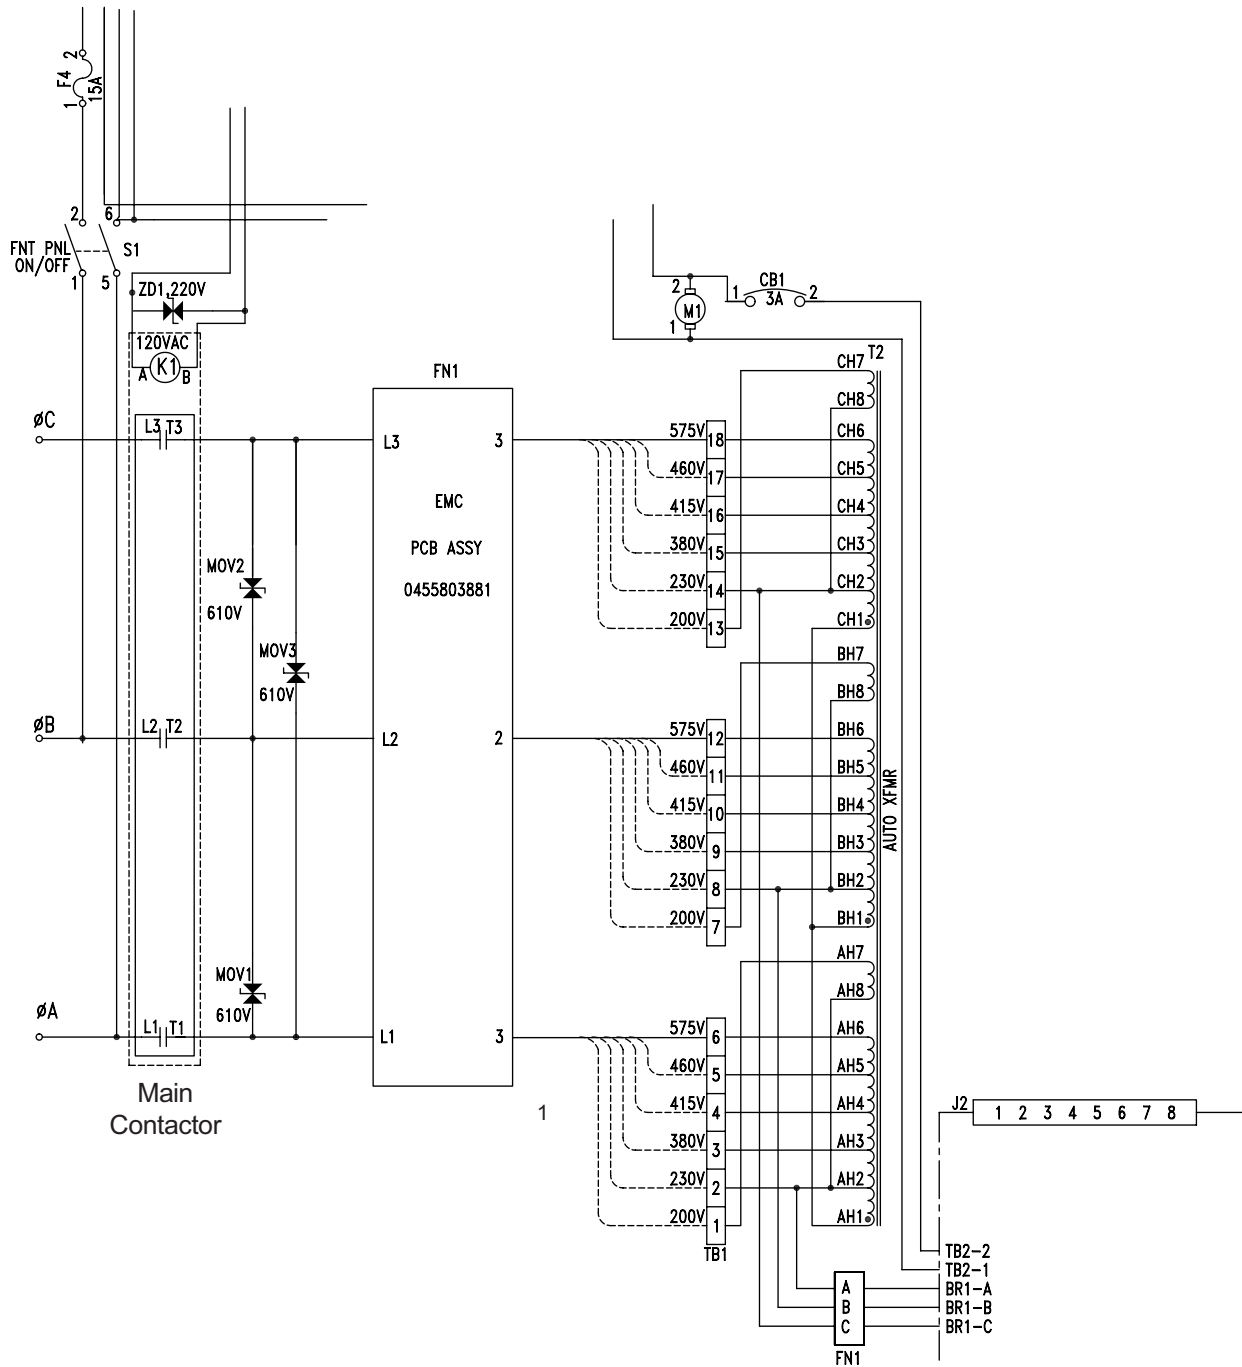 2
F4
15A
1
2
6
FNT PNL
ON/OFF
S1
1
5
ZD1,220V
120VAC
A
K1
B
2
M1
1
1
CB1
3A
2
FN1
T2
CH7
CH8
øC
L3
T3
L3
3
575V
18
CH6
460V
17
CH5
EMC
415V
16
CH4
PCB ASSY
380V
15
CH3
MOV2
610V
0455803881
230V
14
CH2
200V
13
CH1
MOV3
610V
BH7
BH8
øB
L2
T2
L2
2
575V
12
BH6
460V
11
BH5
415V
10
BH4
AUTO XFMR
380V
9
BH3
230V
8
BH2
200V
7
BH1
MOV1
610V
AH7
AH8
øA
L1
T1
L1
3
575V
6
AH6
460V
5
AH5
Main
Contactor
1
415V
4
AH4
J2
1 2 3 4 5 6 7 8
380V
3
AH3
230V
2
AH2
200V
1
AH1
TB1
TB2-2
TB2-1
A
BR1-A
B
BR1-B
C
BR1-C
FN1